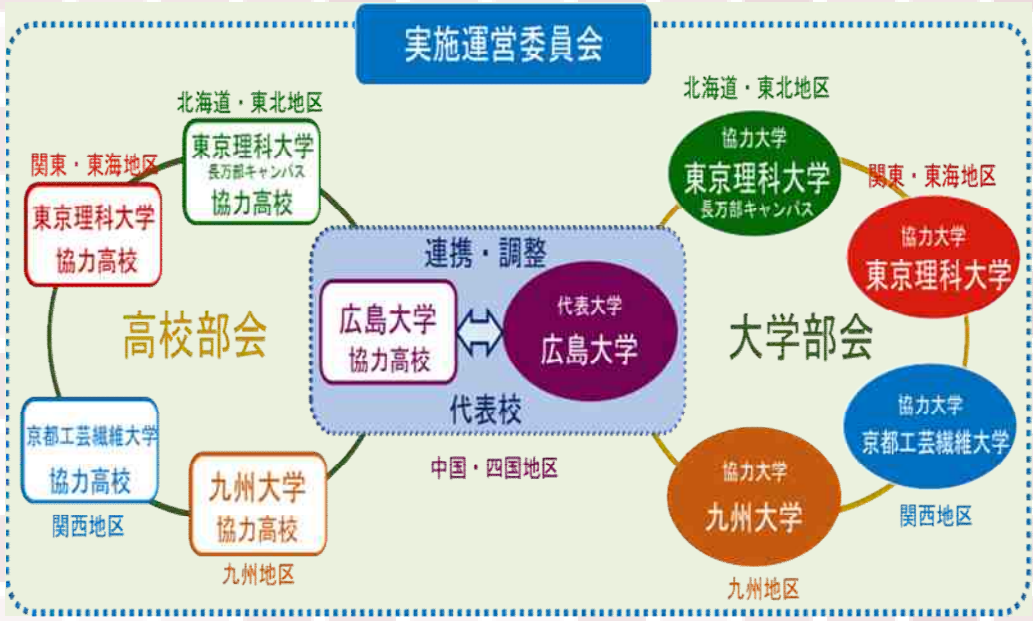 実施運営委員会
北海道・東北地区
東京理科大学
長万部キャンパス
協力高校
関東・東海地区
東京理科大学
協力高校
高校部会
京都工芸繊維大学
協力高校
関西地区
九州大学
協力高校
九州地区
連携・調整
広島大学
協力高校
代表大学
広島大学
代表校
中国・四国地区
北海道・東北地区
協力大学
東京理科大学
長万部キャンパス
関東・東海地区
協力大学
東京理科大学
大学部会
協力大学
京都工芸繊維大学
関西地区
協力大学
九州大学
九州地区